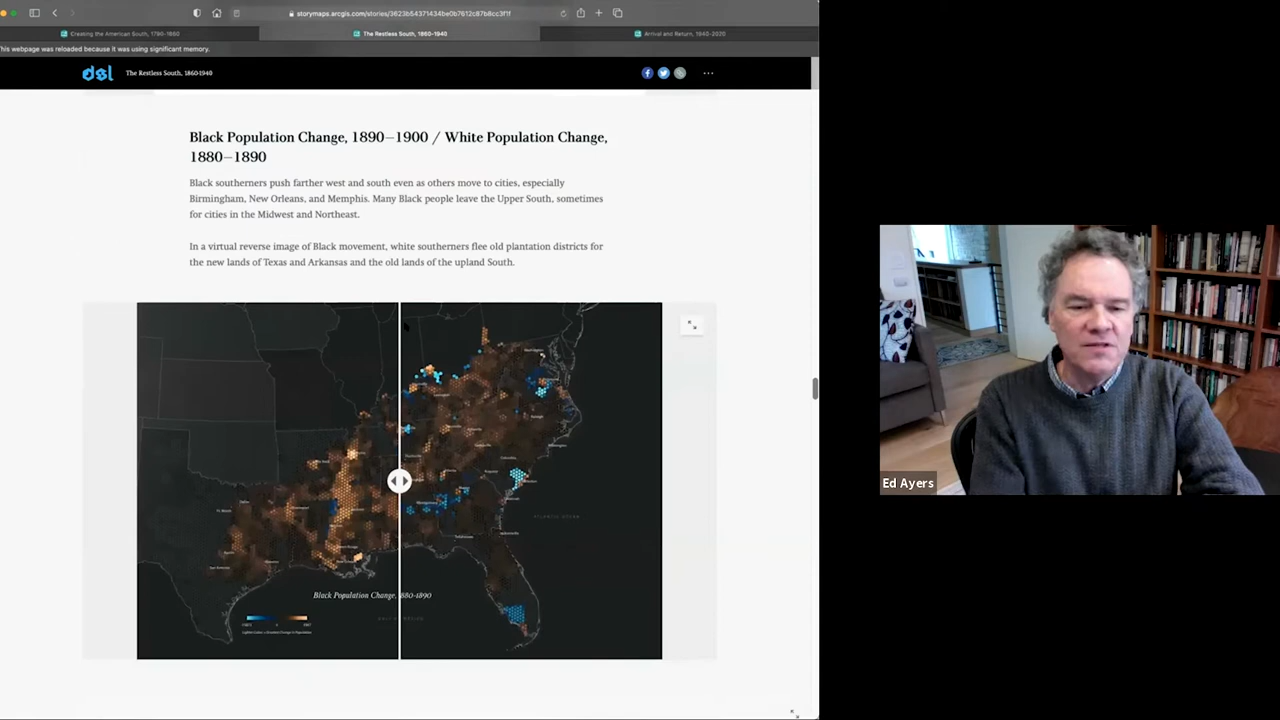 storymaps.arcgis.com/stories/3623b54371434be0b7612c87b8cc3f1f
Creating the American South, 1790-1860
The Restless South, 1860-1940
Arrival and Return, 1940-2020
This webpage was reloaded because it was using significant memory.
dsl
The Restless South, 1860-1940
Black Population Change, 1890—1900 / White Population Change,
1880—1890
Black southerners push farther west and south even as others move to cities, especially
Birmingham, New Orleans, and Memphis. Many Black people leave the Upper South, sometimes
for cities in the Midwest and Northeast.
In a virtual reverse image of Black movement, white southerners flee old plantation districts for
the new lands of Texas and Arkansas and the old lands of the upland South.
ATLANTIC OCEAN
Black Population Change, 1880-1890
Ed Ayers